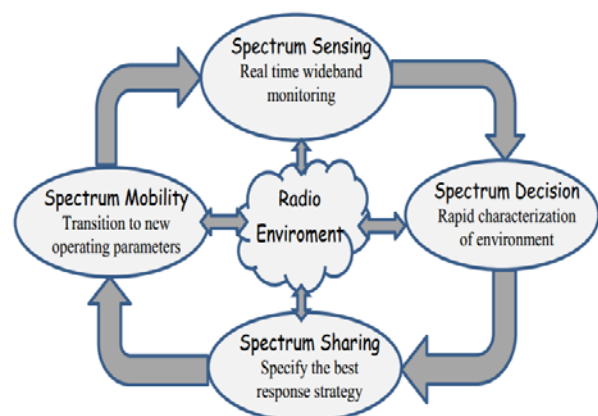 Spectrum Sensing
Real time wideband
monitoring
Spectrum Mobility
Transition to new
operating parameters
Radio
Enviroment
Spectrum Decision
Rapid characterization
of environment
Spectrum Sharing
Specify the best
response strategy